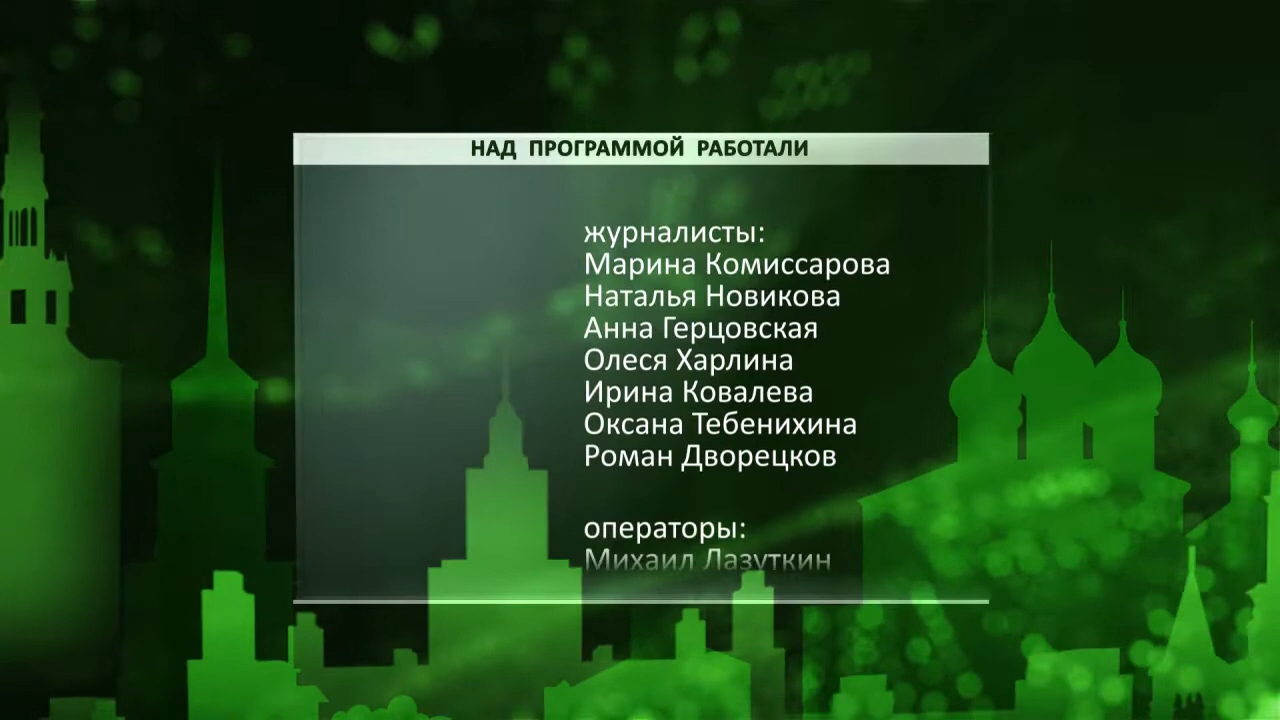 НАД ПРОГРАММОЙ РАБОТАЛИ
журналисты:
Марина Комиссарова
Наталья Новикова
Анна Герцовская
Олеся Харлина
Ирина Ковалева
Оксана Тебенихина
Роман Дворецков
операторы:
Михаил Лазуткин